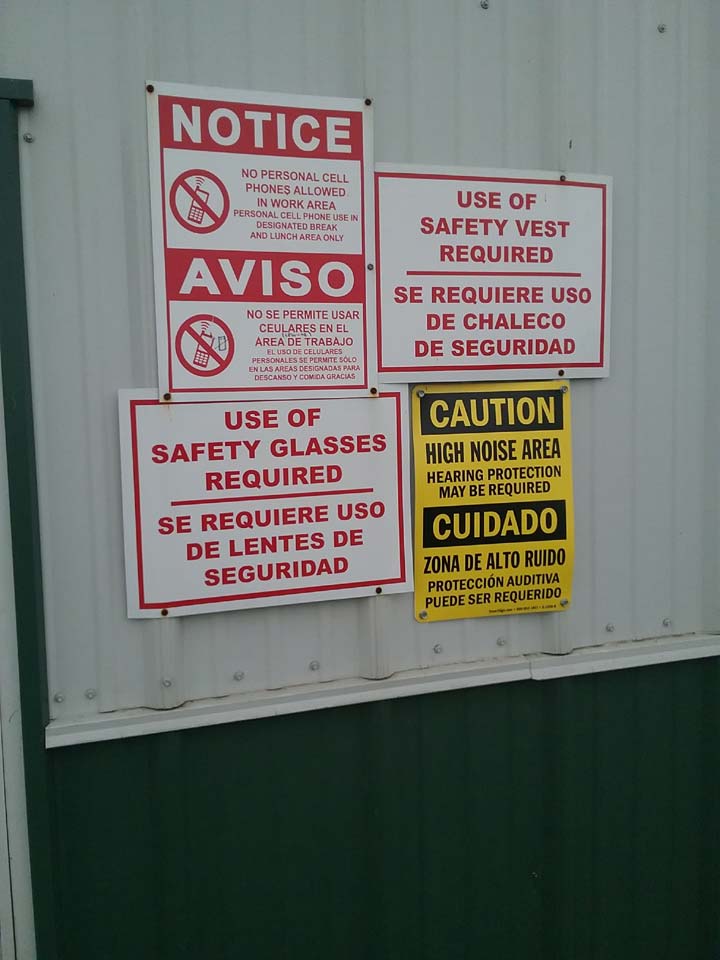 NOTICE
NO PERSONAL CELL
PHONES ALLOWED
IN WORK AREA
PERSONAL CELL PHONE USE IN
DESIGNATED BREAK
AND LUNCH AREA ONLY
AVISO
NO SE PERMITE USAR
CEULARES EN EL
ÁREA DE TRABAJO
EL USO DE CELULARES
PERSONALES SE PERMITE SÓLO
EN LAS AREAS DESIGNADAS PARA
DESCANSO Y COMIDA GRACIAS
USE OF
SAFETY VEST
REQUIRED
SE REQUIERE USO
DE CHALECO
DE SEGURIDAD
USE OF
SAFETY GLASSES
REQUIRED
SE REQUIERE USO
DE LENTES DE
SEGURIDAD
CAUTION
HIGH NOISE AREA
HEARING PROTECTION
MAY BE REQUIRED
CUIDADO
ZONA DE ALTO RUIDO
PROTECCIÓN AUDITIVA
PUEDE SER REQUERIDO